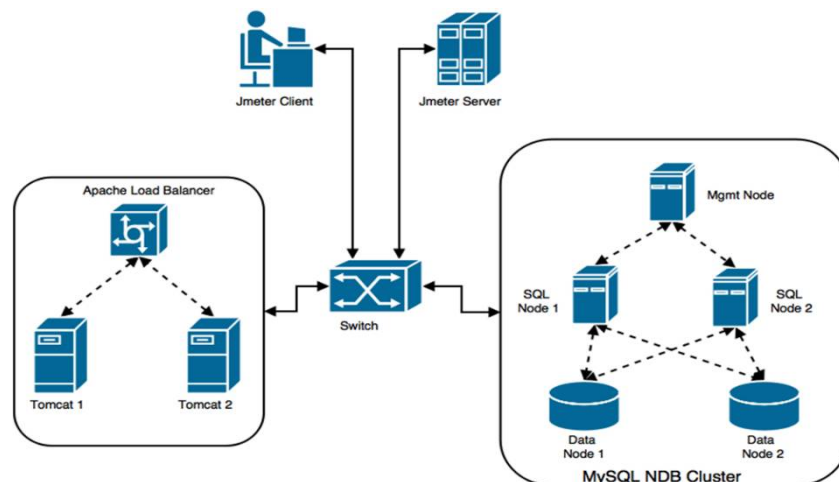 Jmeter Client
Jmeter Server
Apache Load Balancer
Tomcat 1
Tomcat 2
Switch
Mgmt Node
SQL
Node 1
SQL
Node 2
Data
Node 1
Data
Node 2
MySQL NDB Cluster